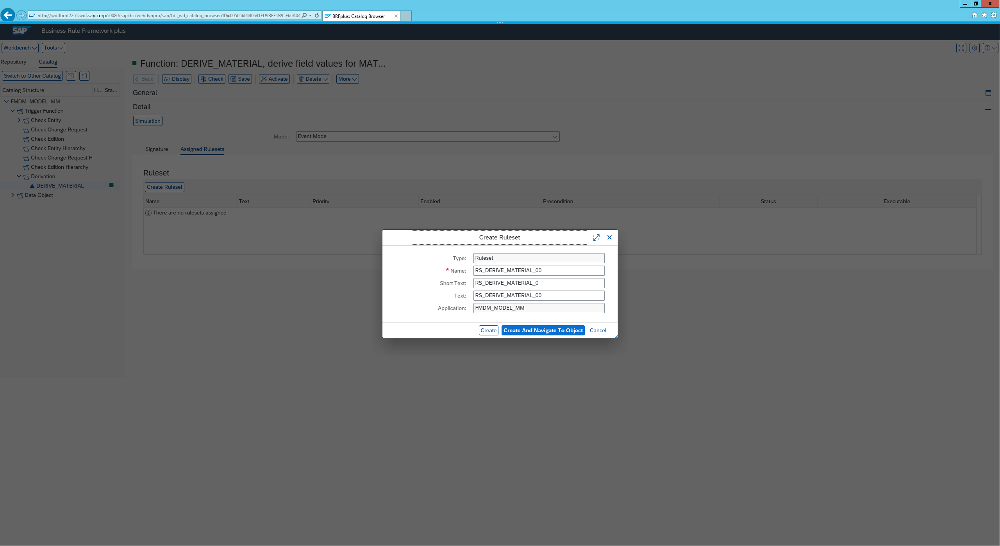 http://wdflbmt2261.wdf.sap.corp:50080/sap/bc/webdynpro/sap/fdt_wd_catalog_browser?ID=0050560440641ED9BEE1B95F66A04
BRFplus: Catalog Browser
SAP Business Rule Framework plus
Workbench Tools
Repository Catalog
Switch to Other Catalog
Catalog Structure H... Sta...
FMDM_MODEL_MM
Trigger Function
Check Entity
Check Change Request
Check Edition
Check Entity Hierarchy
Check Change Request H
Check Edition Hierarchy
Derivation
DERIVE_MATERIAL
Data Object
Function: DERIVE_MATERIAL, derive field values for MAT...
Back Display Check Save Activate Delete More
General
Detail
Simulation
Mode: Event Mode
Signature Assigned Rulesets
Ruleset
Create Ruleset
Name Text Priority Enabled Precondition Status Executable
There are no rulesets assigned
Create Ruleset
Type: Ruleset
* Name: RS_DERIVE_MATERIAL_00
Short Text: RS_DERIVE_MATERIAL_0
Text: RS_DERIVE_MATERIAL_00
Application: FMDM_MODEL_MM
Create Create And Navigate To Object Cancel